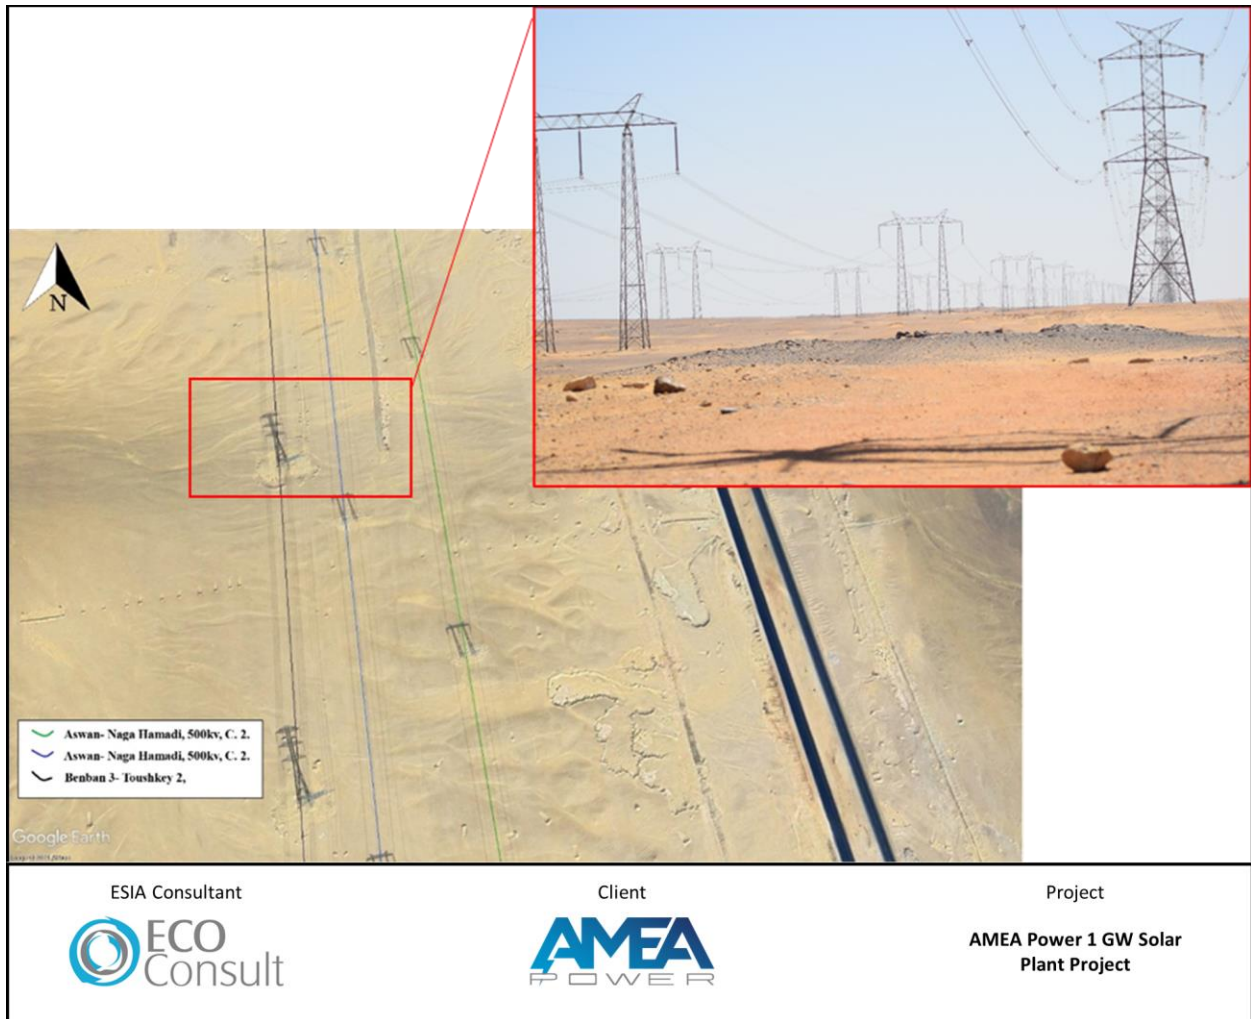 N
Aswan- Naga Hamadi, 500kv, C. 2.
Aswan- Naga Hamadi, 500kv, C. 2.
Benban 3- Toushkey 2,
Google Earth
ESIA Consultant
Client
Project
ECO
Consult
AMEA
POWER
AMEA Power 1 GW Solar
Plant Project